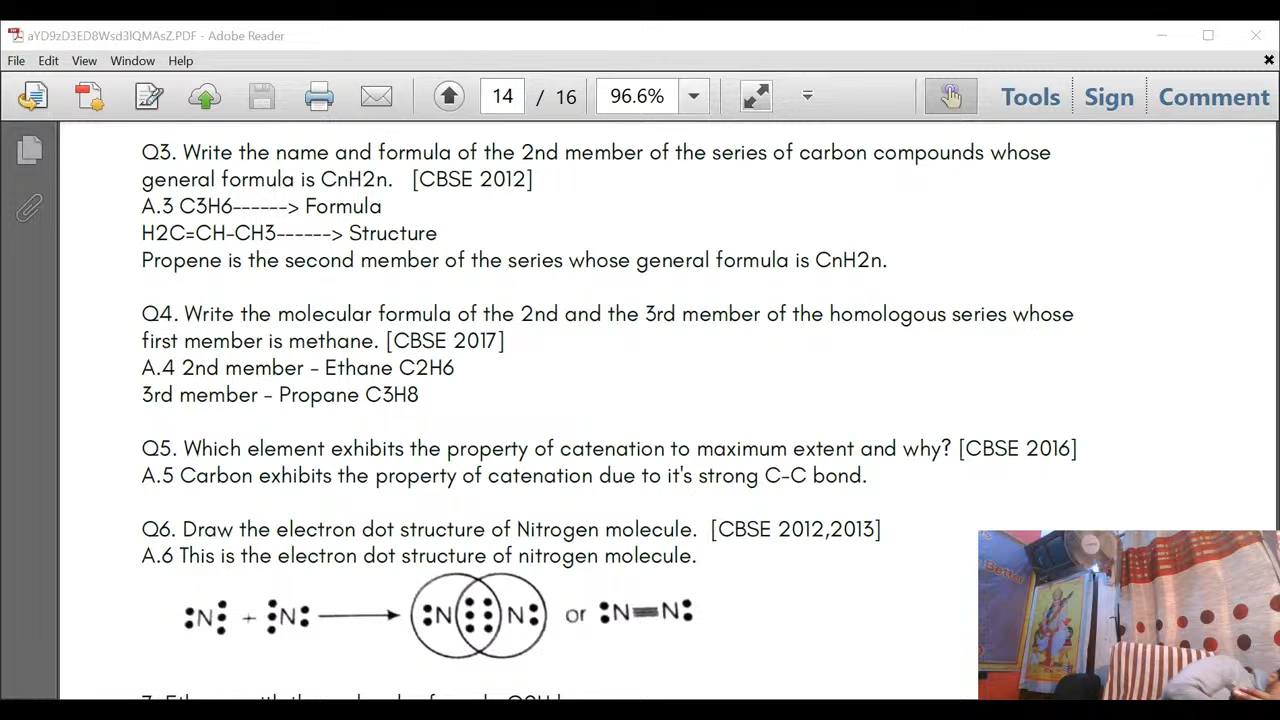 aYD9zD3ED8Wsd3lQMAsZ.PDF - Adobe Reader
File Edit View Window Help
14 / 16 96.6% Tools Sign Comment
Q3. Write the name and formula of the 2nd member of the series of carbon compounds whose
general formula is CnH2n. [CBSE 2012]
A.3 C3H6------> Formula
H2C=CH-CH3------> Structure
Propene is the second member of the series whose general formula is CnH2n.
Q4. Write the molecular formula of the 2nd and the 3rd member of the homologous series whose
first member is methane. [CBSE 2017]
A.4 2nd member - Ethane C2H6
3rd member - Propane C3H8
Q5. Which element exhibits the property of catenation to maximum extent and why? [CBSE 2016]
A.5 Carbon exhibits the property of catenation due to it's strong C-C bond.
Q6. Draw the electron dot structure of Nitrogen molecule. [CBSE 2012,2013]
A.6 This is the electron dot structure of nitrogen molecule.
:N⋮ + ⋮N: ⟶ :N ⋮⋮ N: or :N≡N: